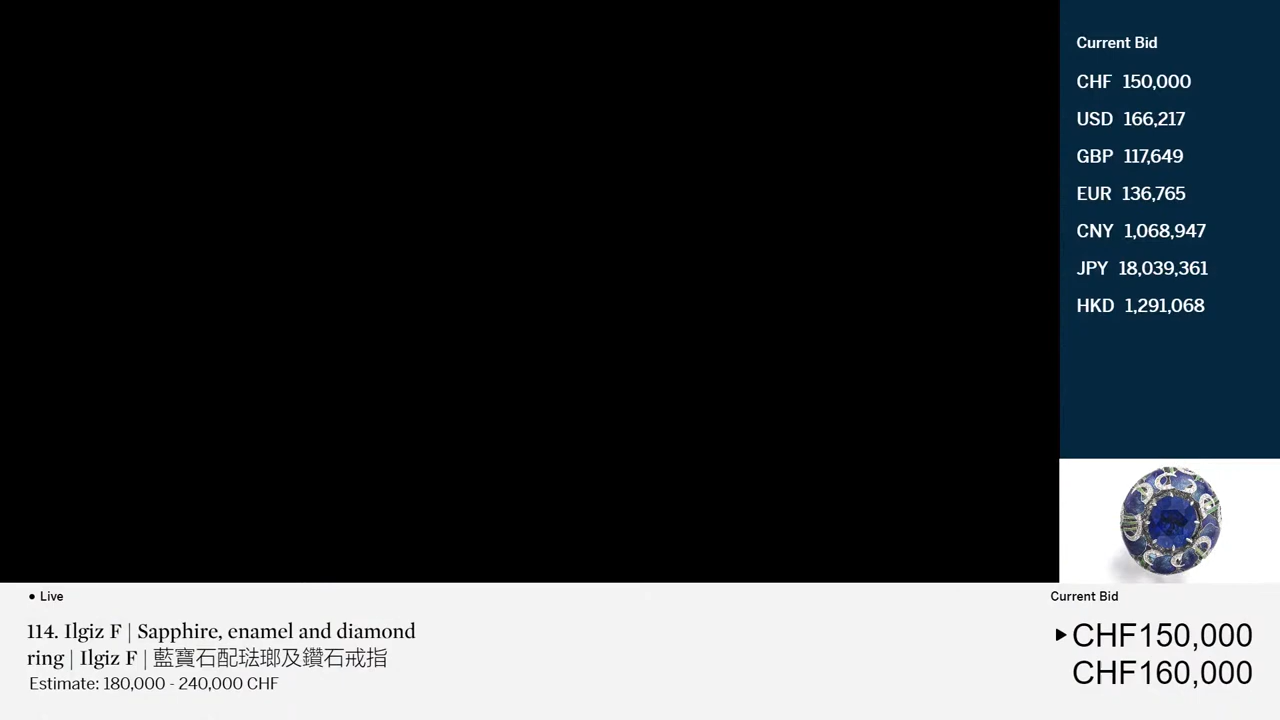 Current Bid
CHF 150,000
USD 166,217
GBP 117,649
EUR 136,765
CNY 1,068,947
JPY 18,039,361
HKD 1,291,068
• Live
114. Ilgiz F | Sapphire, enamel and diamond
ring | Ilgiz F | 藍寶石配琺瑯及鑽石戒指
Estimate: 180,000 - 240,000 CHF
Current Bid
CHF150,000
CHF160,000